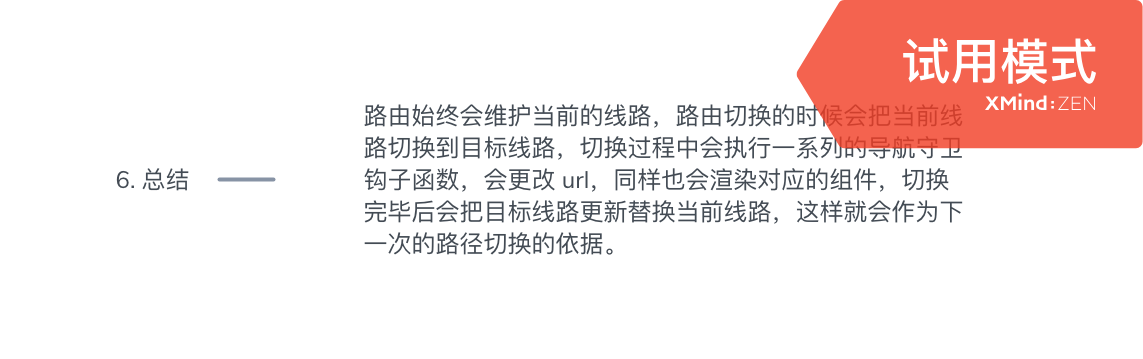 试用模式
XMind:ZEN
路由始终会维护当前的线路，路由切换的时候会把当前线
路切换到目标线路，切换过程中会执行一系列的导航守卫
6. 总结
钩子函数，会更改 url，同样也会渲染对应的组件，切换
完毕后会把目标线路更新替换当前线路，这样就会作为下
一次的路径切换的依据。